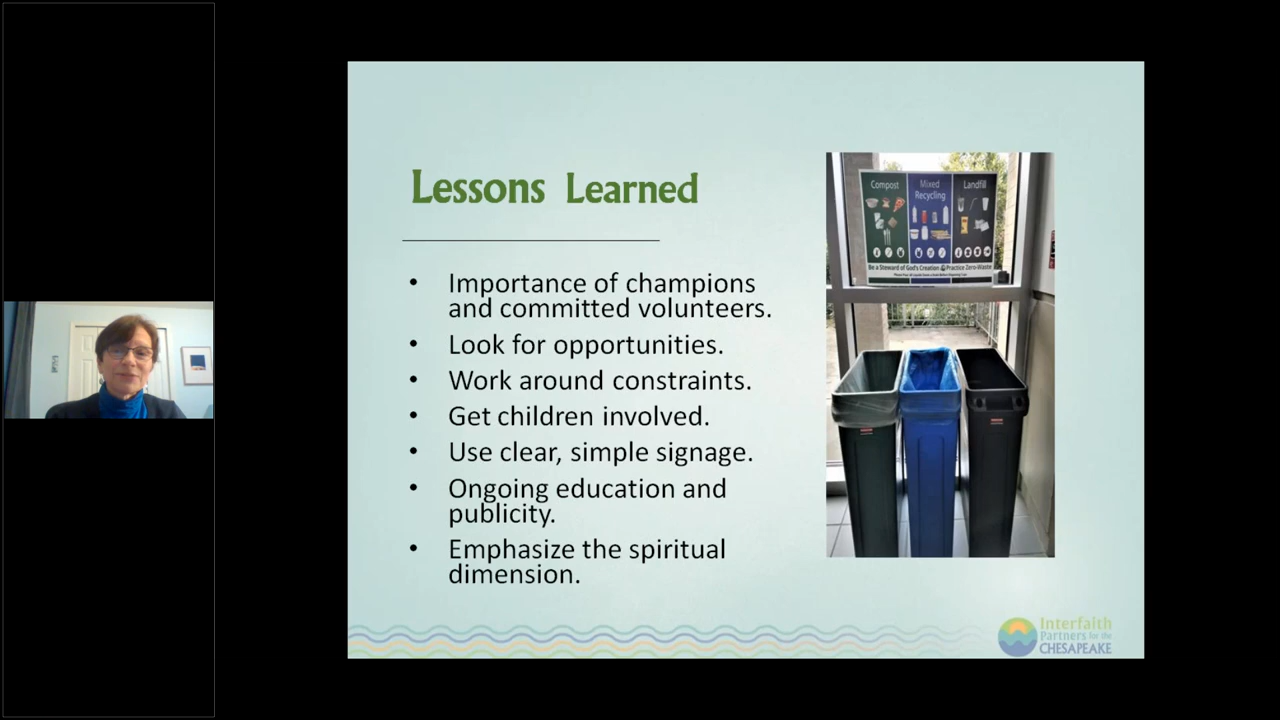 Lessons Learned
• Importance of champions
and committed volunteers.
• Look for opportunities.
• Work around constraints.
• Get children involved.
• Use clear, simple signage.
• Ongoing education and
publicity.
• Emphasize the spiritual
dimension.
Compost
Mixed
Recycling
Landfill
Be a Steward of God's Creation Practice Zero-Waste
Interfaith
Partners for the
CHESAPEAKE